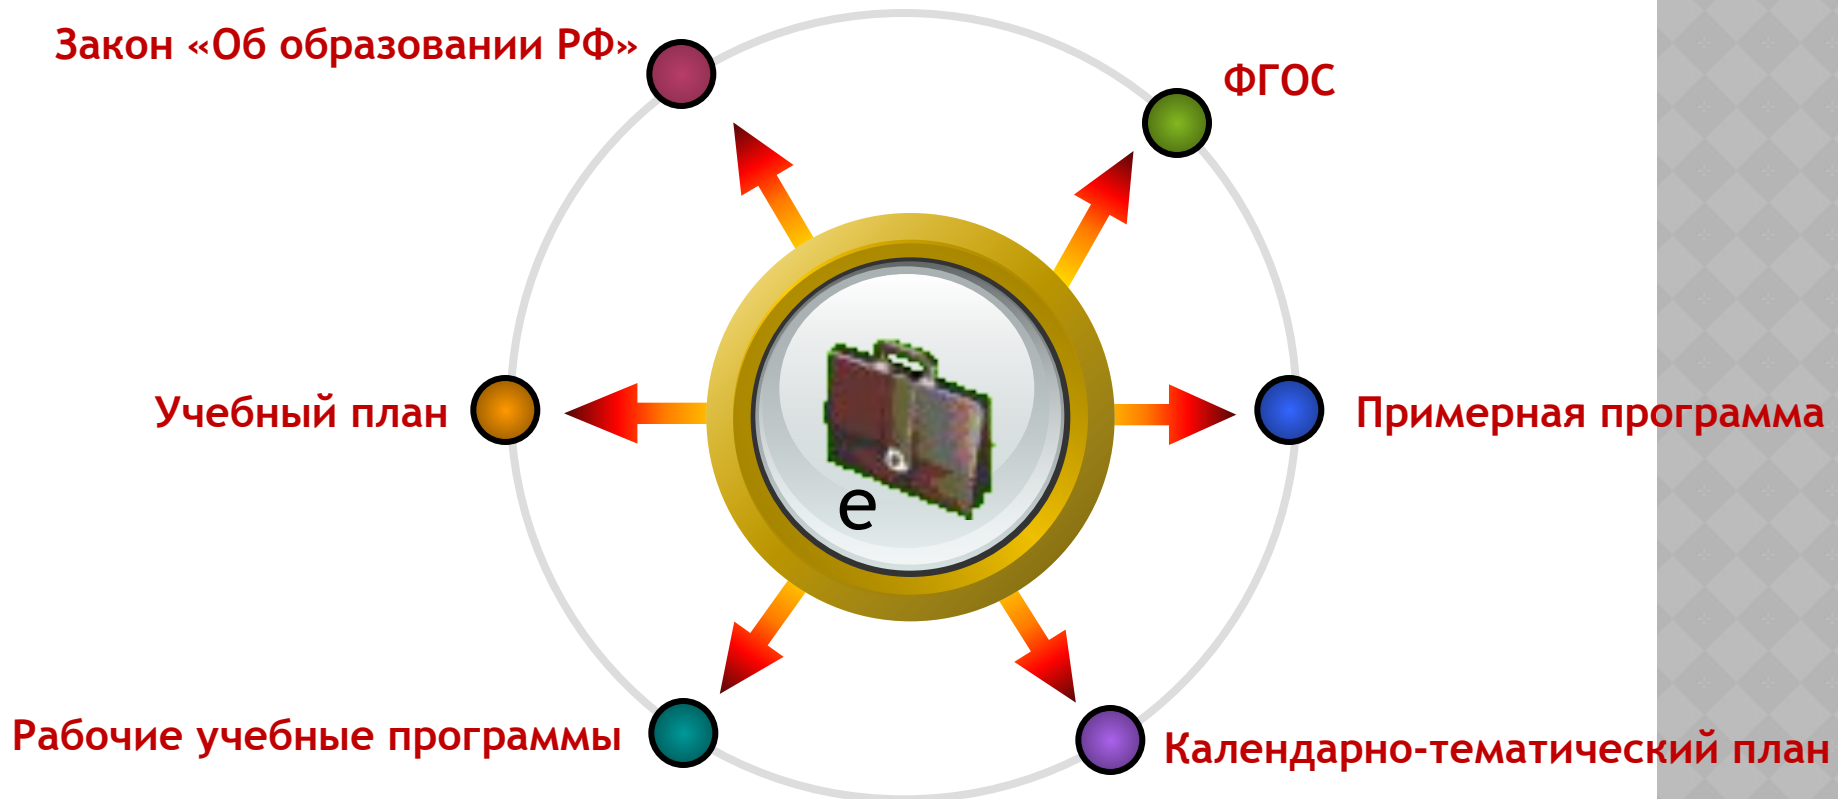 Закон «Об образовании РФ»
ФГОС
Учебный план
Примерная программа
е
Рабочие учебные программы
Календарно-тематический план